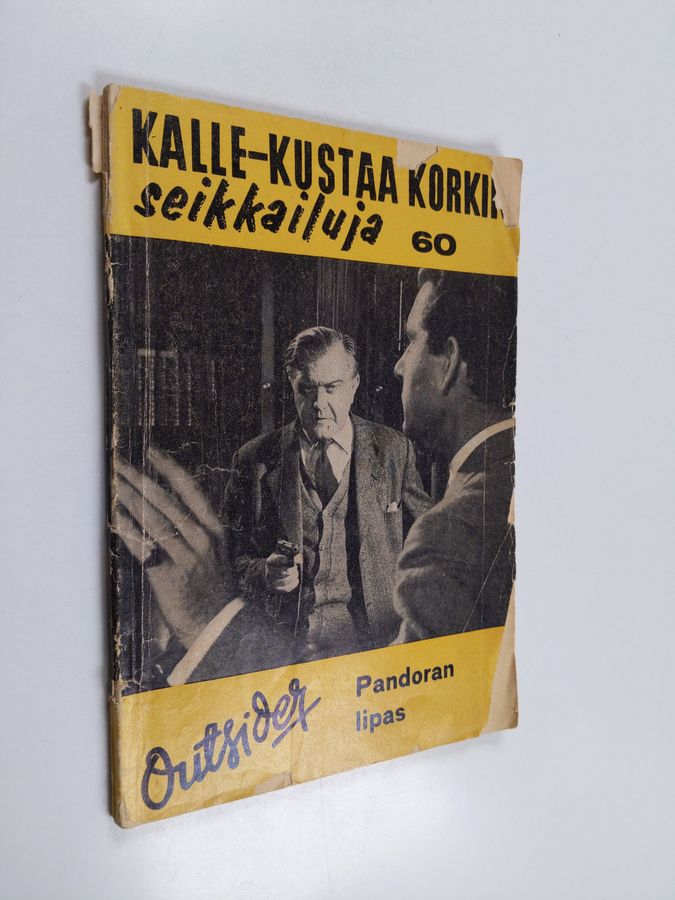 KALLE-KUSTAA KORKIN
seikkailuja 60
Outsider
Pandoran
lipas